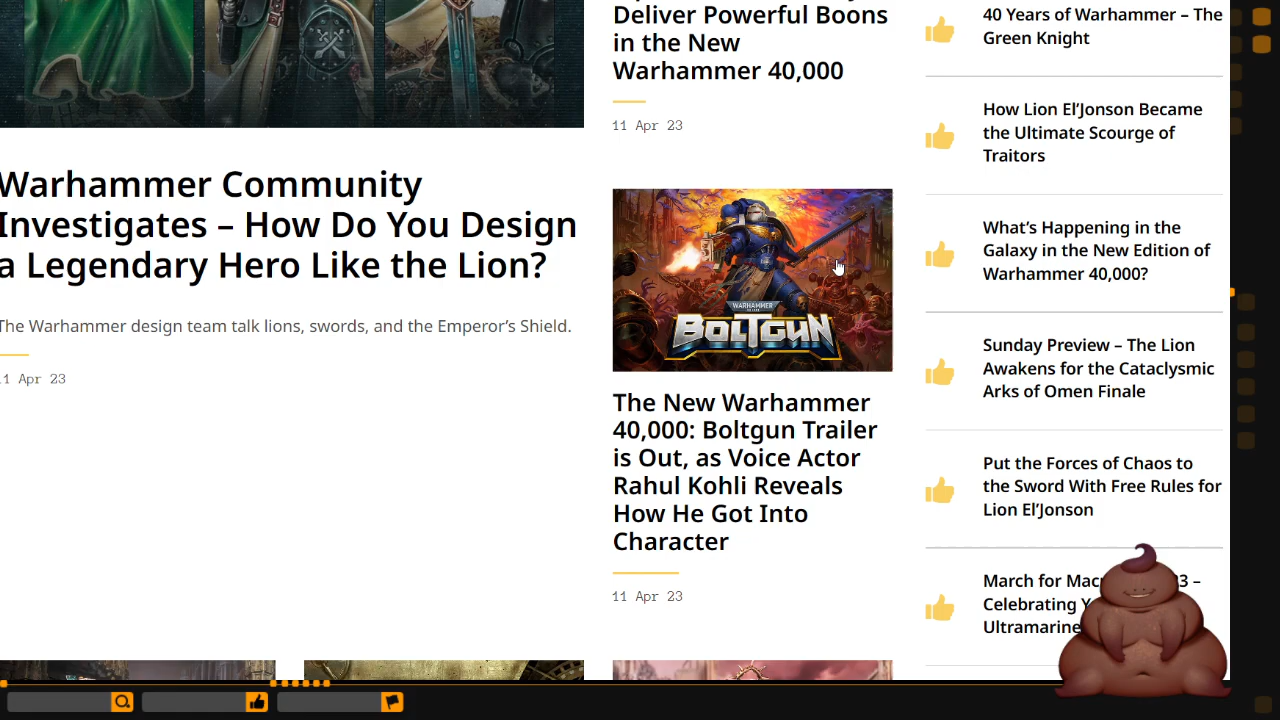 Deliver Powerful Boons
in the New
Warhammer 40,000
11 Apr 23
Warhammer Community
Investigates – How Do You Design
a Legendary Hero Like the Lion?
The Warhammer design team talk lions, swords, and the Emperor's Shield.
11 Apr 23
WARHAMMER
BOLTGUN
The New Warhammer
40,000: Boltgun Trailer
is Out, as Voice Actor
Rahul Kohli Reveals
How He Got Into
Character
11 Apr 23
40 Years of Warhammer – The
Green Knight
How Lion El'Jonson Became
the Ultimate Scourge of
Traitors
What's Happening in the
Galaxy in the New Edition of
Warhammer 40,000?
Sunday Preview – The Lion
Awakens for the Cataclysmic
Arks of Omen Finale
Put the Forces of Chaos to
the Sword With Free Rules for
Lion El'Jonson
March for 3 –
Celebrating
Ultramarine